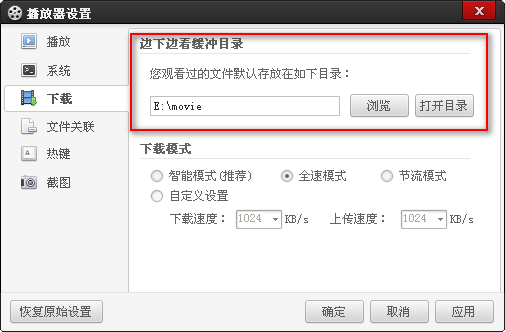 播放器设置
播放
系统
下载
文件关联
热键
截图
边下边看缓冲目录
您观看过的文件默认存放在如下目录：
E:\movie 浏览 打开目录
下载模式
智能模式(推荐) 全速模式 节流模式
自定义设置
下载速度： 1024 KB/s 上传速度： 1024 KB/s
恢复原始设置 确定 取消 应用